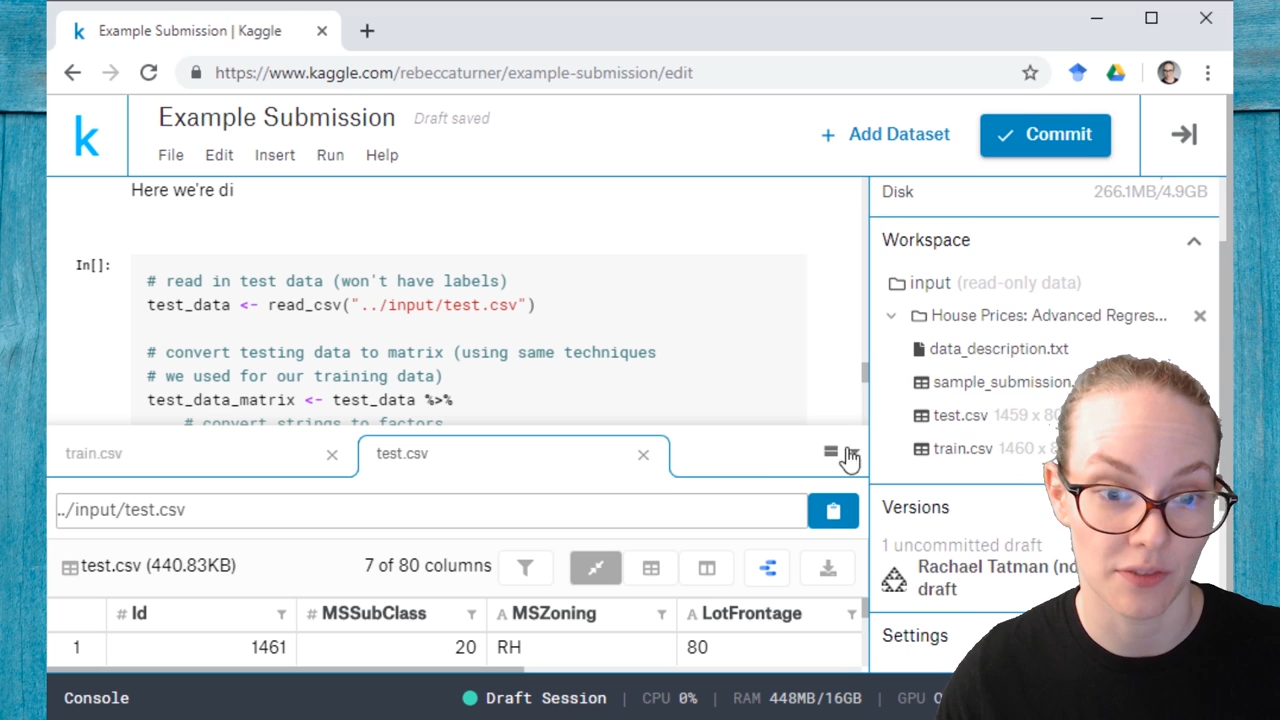 Example Submission | Kaggle
https://www.kaggle.com/rebeccaturner/example-submission/edit
k
Example Submission Draft saved
+ Add Dataset
Commit
File Edit Insert Run Help
Here we're di
In[]:
# read in test data (won't have labels)
test_data <- read_csv("../input/test.csv")
# convert testing data to matrix (using same techniques
# we used for our training data)
test_data_matrix <- test_data %>%
# convert strings to factors
train.csv
test.csv
../input/test.csv
test.csv (440.83KB) 7 of 80 columns
# Id # MSSubClass A MSZoning A LotFrontage
1 1461 20 RH 80
Disk 266.1MB/4.9GB
Workspace
input (read-only data)
House Prices: Advanced Regres...
data_description.txt
sample_submission.
test.csv 1459 x 80
train.csv 1460 x
Versions
1 uncommitted draft
Rachael Tatman
draft
Settings
Console Draft Session | CPU 0% | RAM 448MB/16GB | GPU